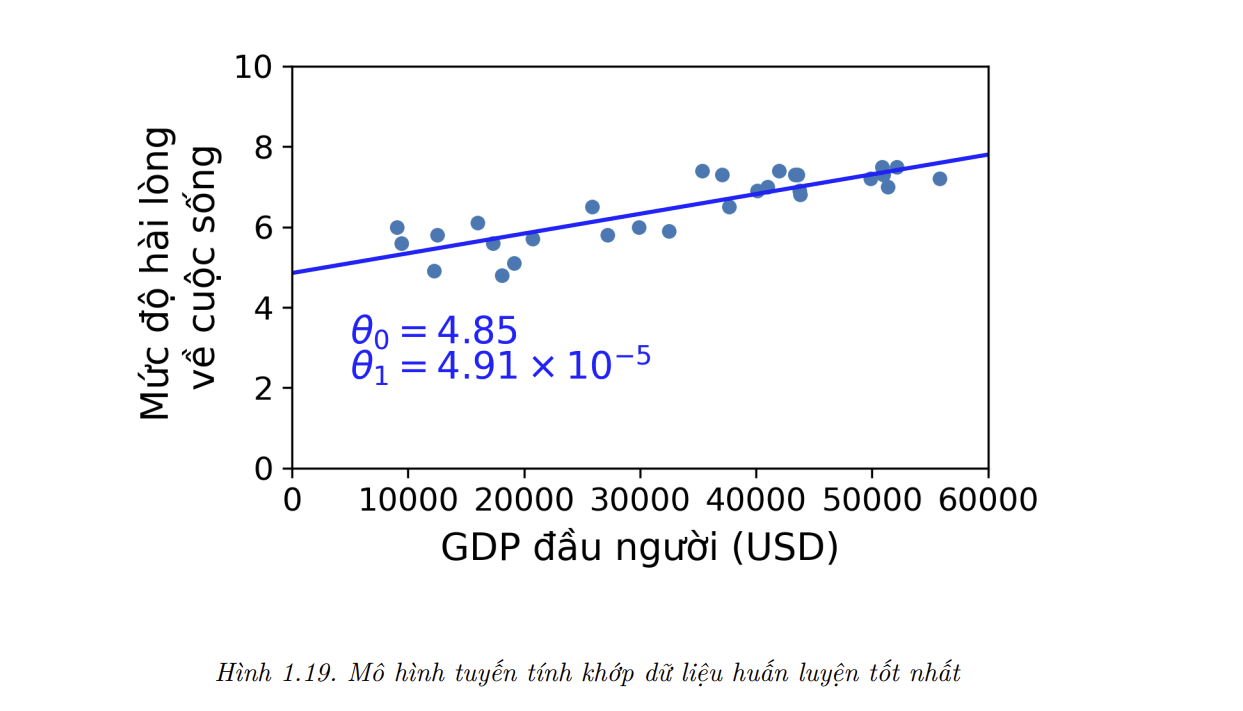 10
8
6
4
2
0
Mức độ hài lòng
về cuộc sống
θ₀ = 4.85
θ₁ = 4.91 × 10⁻⁵
0 10000 20000 30000 40000 50000 60000
GDP đầu người (USD)
Hình 1.19. Mô hình tuyến tính khớp dữ liệu huấn luyện tốt nhất